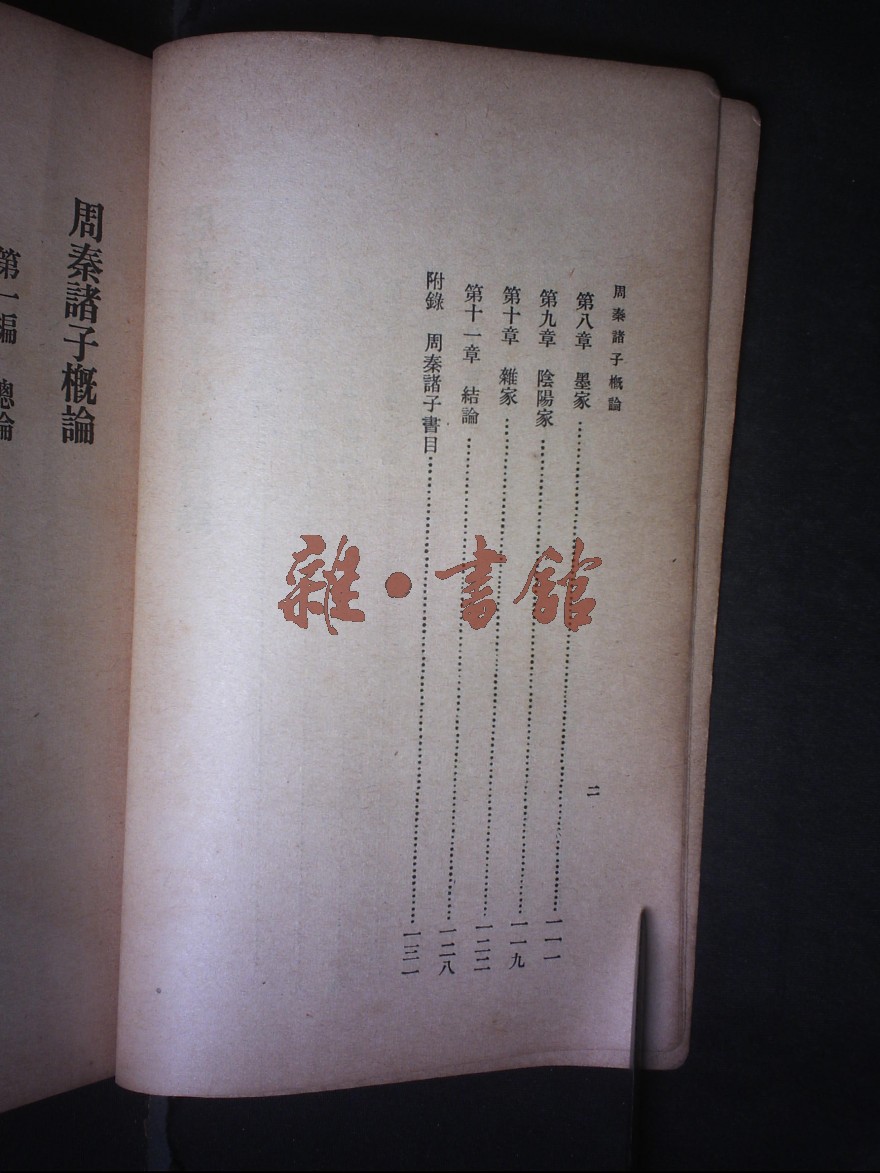 周秦諸子概論
二
第八章　墨家……一一一
第九章　陰陽家……一一九
第十章　雜家……一二二
第十一章　結論……一二八
附錄　周秦諸子書目……一三一
雜·書館
周秦諸子概論
第一編　總論